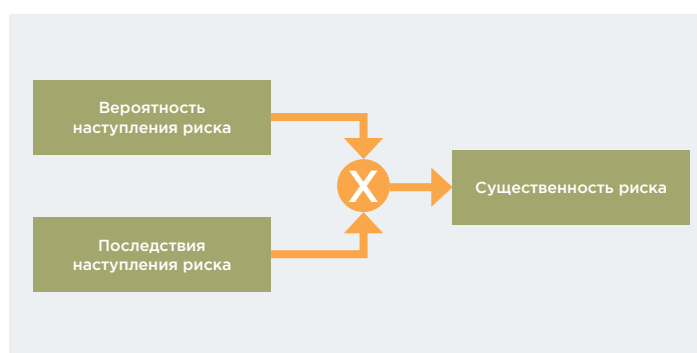 Вероятность
наступления риска
X
Существенность риска
Последствия
наступления риска